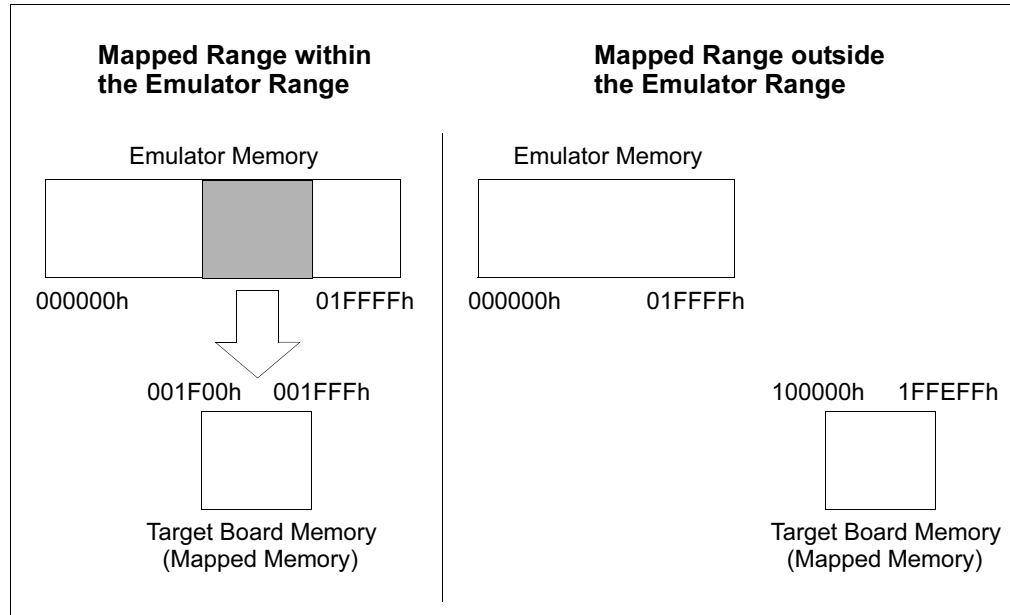 Mapped Range within
the Emulator Range
Emulator Memory
000000h 01FFFFh
001F00h 001FFFh
Target Board Memory
(Mapped Memory)
Mapped Range outside
the Emulator Range
Emulator Memory
000000h 01FFFFh
100000h 1FFEFFh
Target Board Memory
(Mapped Memory)